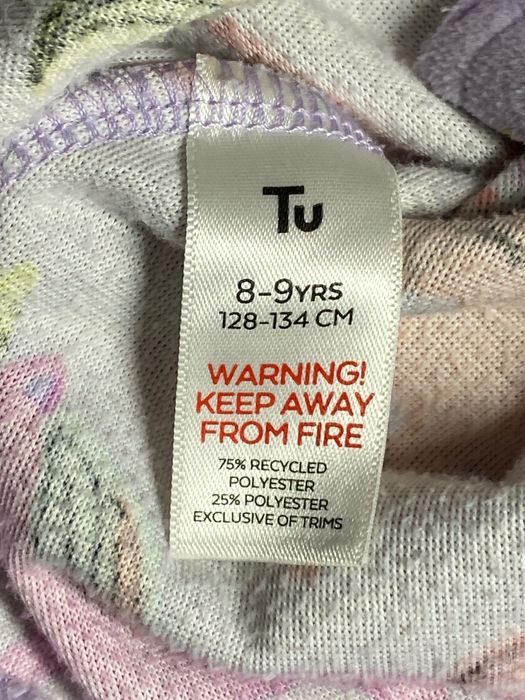 Tu
8-9YRS
128-134 CM
WARNING!
KEEP AWAY
FROM FIRE
75% RECYCLED
POLYESTER
25% POLYESTER
EXCLUSIVE OF TRIMS